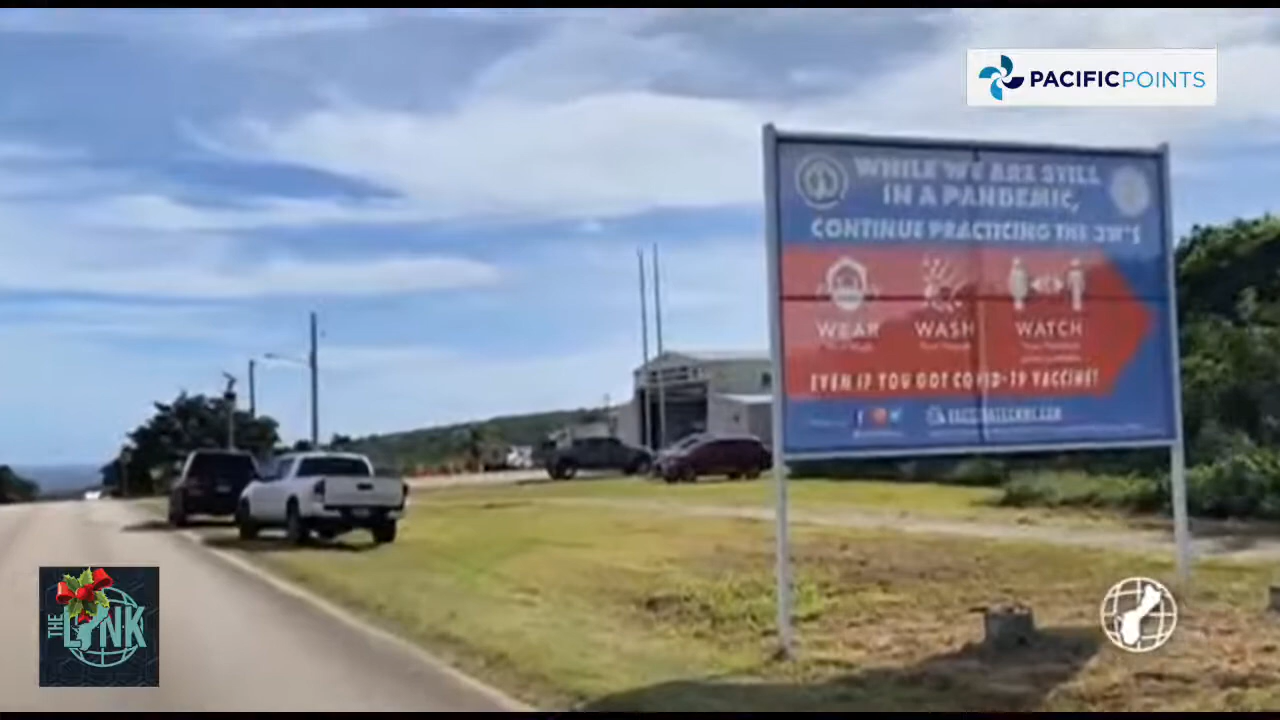 PACIFICPOINTS
WHILE WE ARE STILL
IN A PANDEMIC,
CONTINUE PRACTICING THE 3W'S
WEAR WASH WATCH
EVEN IF YOU GOT COVID-19 VACCINE!
THE LYNK